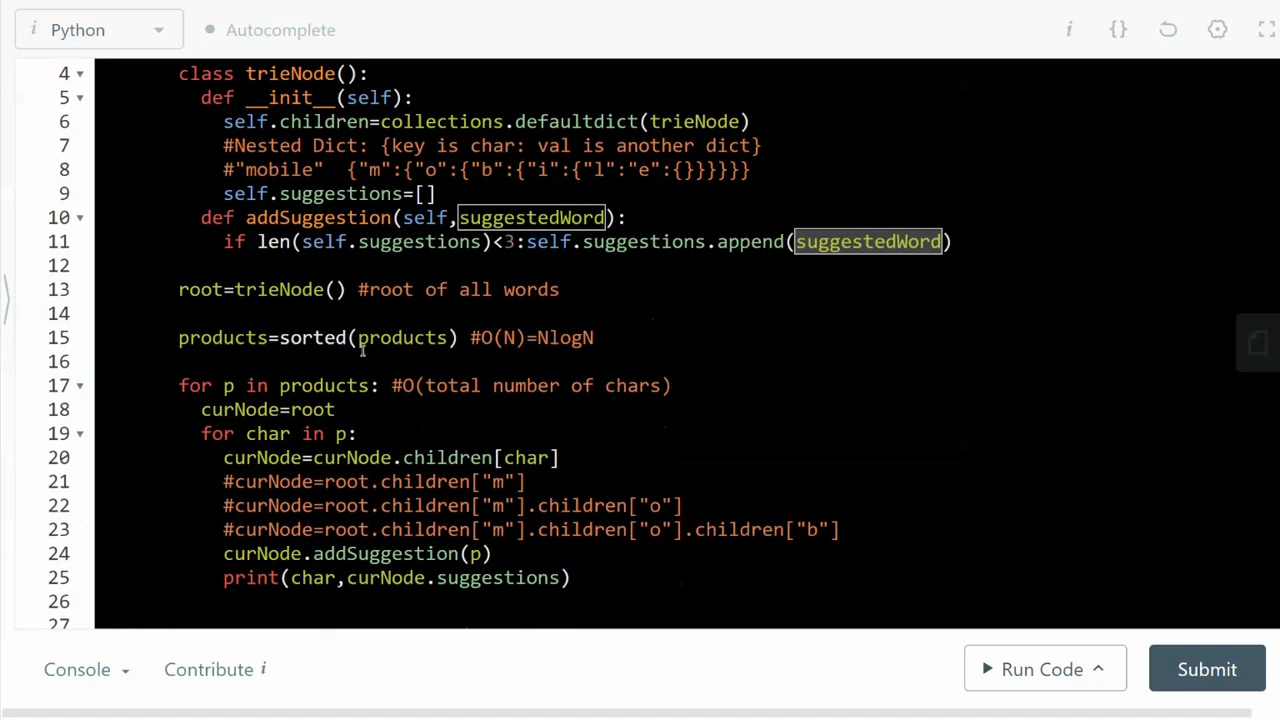 i Python
Autocomplete
i {}
4 class trieNode():
5 def __init__(self):
6 self.children=collections.defaultdict(trieNode)
7 #Nested Dict: {key is char: val is another dict}
8 #"mobile" {"m":{"o":{"b":{"i":{"l":"e":{}}}}}}
9 self.suggestions=[]
10 def addSuggestion(self,suggestedWord):
11 if len(self.suggestions)<3:self.suggestions.append(suggestedWord)
12
13 root=trieNode() #root of all words
14
15 products=sorted(products) #O(N)=NlogN
16
17 for p in products: #O(total number of chars)
18 curNode=root
19 for char in p:
20 curNode=curNode.children[char]
21 #curNode=root.children["m"]
22 #curNode=root.children["m"].children["o"]
23 #curNode=root.children["m"].children["o"].children["b"]
24 curNode.addSuggestion(p)
25 print(char,curNode.suggestions)
26
27
Console
Contribute i
Run Code
Submit